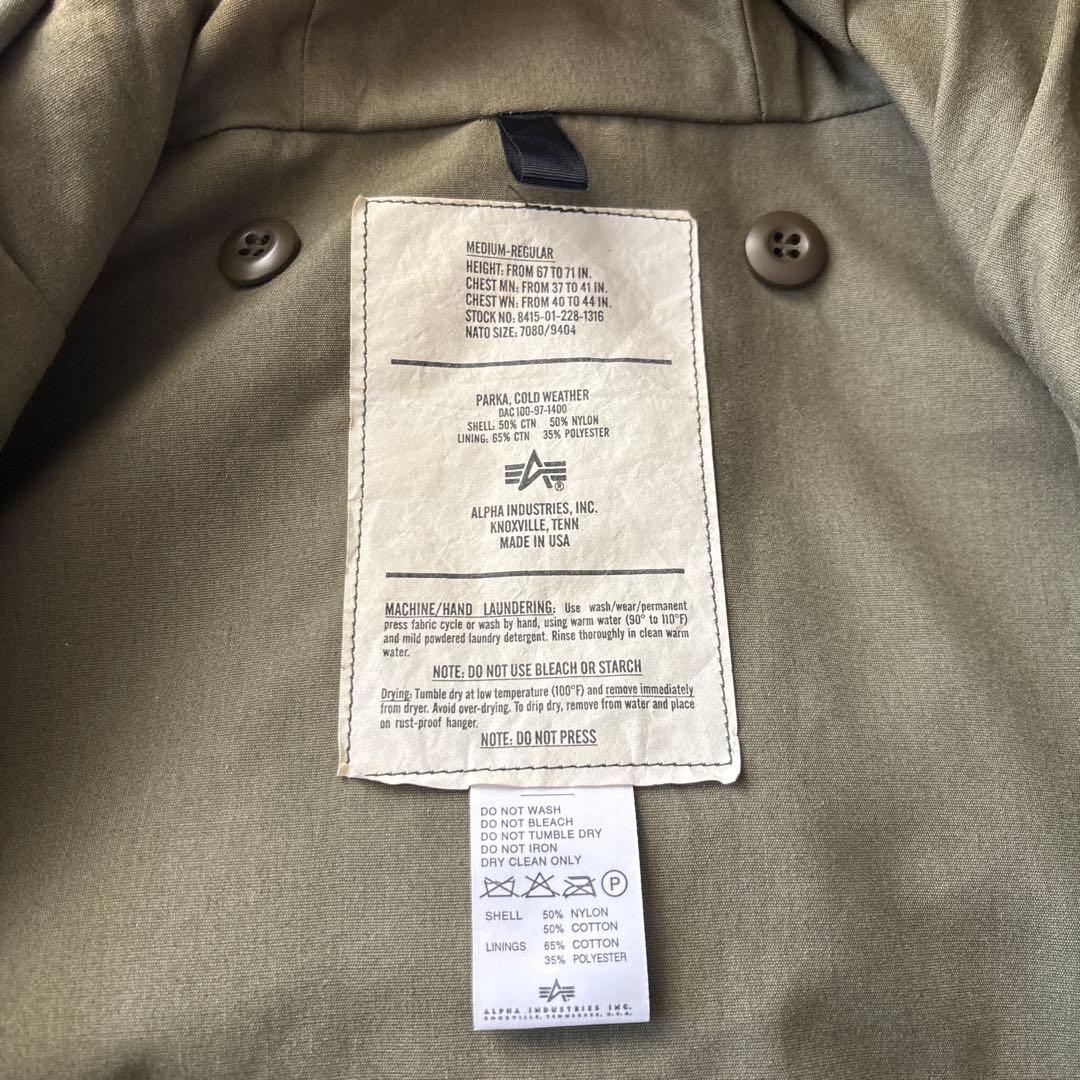 MEDIUM-REGULAR
HEIGHT: FROM 67 TO 71 IN.
CHEST MN: FROM 37 TO 41 IN.
CHEST WN: FROM 40 TO 44 IN.
STOCK NO: 8415-01-228-1316
NATO SIZE: 7080/9404
PARKA, COLD WEATHER
DAC 100-97-1400
SHELL: 50% CTN 50% NYLON
LINING: 65% CTN 35% POLYESTER
®
ALPHA INDUSTRIES, INC.
KNOXVILLE, TENN
MADE IN USA
MACHINE/HAND LAUNDERING: Use wash/wear/permanent
press fabric cycle or wash by hand, using warm water (90° to 110°F)
and mild powdered laundry detergent. Rinse thoroughly in clean warm
water.
NOTE: DO NOT USE BLEACH OR STARCH
Drying: Tumble dry at low temperature (100°F) and remove immediately
from dryer. Avoid over-drying. To drip dry, remove from water and place
on rust-proof hanger.
NOTE: DO NOT PRESS
DO NOT WASH
DO NOT BLEACH
DO NOT TUMBLE DRY
DO NOT IRON
DRY CLEAN ONLY
P
SHELL 50% NYLON
50% COTTON
LININGS 65% COTTON
35% POLYESTER
ALPHA INDUSTRIES INC.
KNOXVILLE, TENNESSEE, U.S.A.